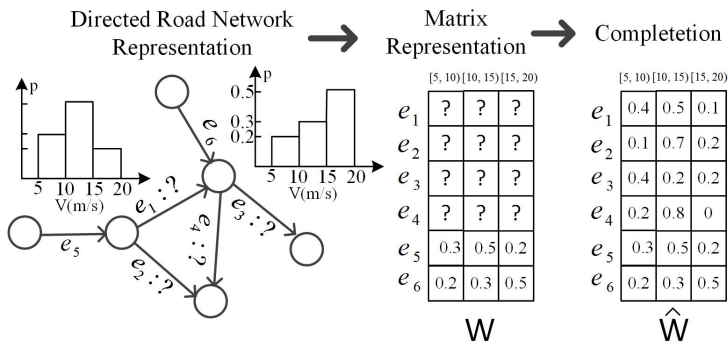 Directed Road Network
Representation
Matrix
Representation
Completetion
p
5 10 15 20
V(m/s)
p
0.5
0.3
0.2
5 10 15 20
V(m/s)
e6
e1:?
e3:?
e4:?
e2:?
e5
[5, 10) [10, 15) [15, 20)
e1 ? ? ?
e2 ? ? ?
e3 ? ? ?
e4 ? ? ?
e5 0.3 0.5 0.2
e6 0.2 0.3 0.5
W
[5, 10) [10, 15) [15, 20)
e1 0.4 0.5 0.1
e2 0.1 0.7 0.2
e3 0.4 0.2 0.2
e4 0.2 0.8 0
e5 0.3 0.5 0.2
e6 0.2 0.3 0.5
Ŵ